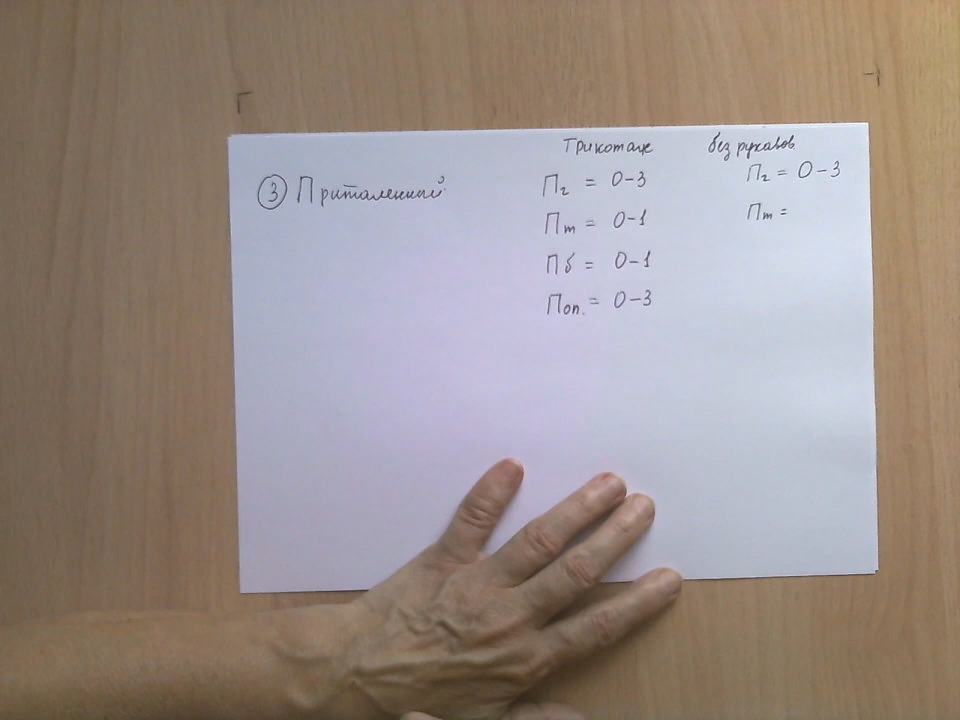 Трикотаж без рукавов
③ Приталенный Пг = 0-3 Пг = 0-3
Пт = 0-1 Пт =
Пб = 0-1
Поп. = 0-3